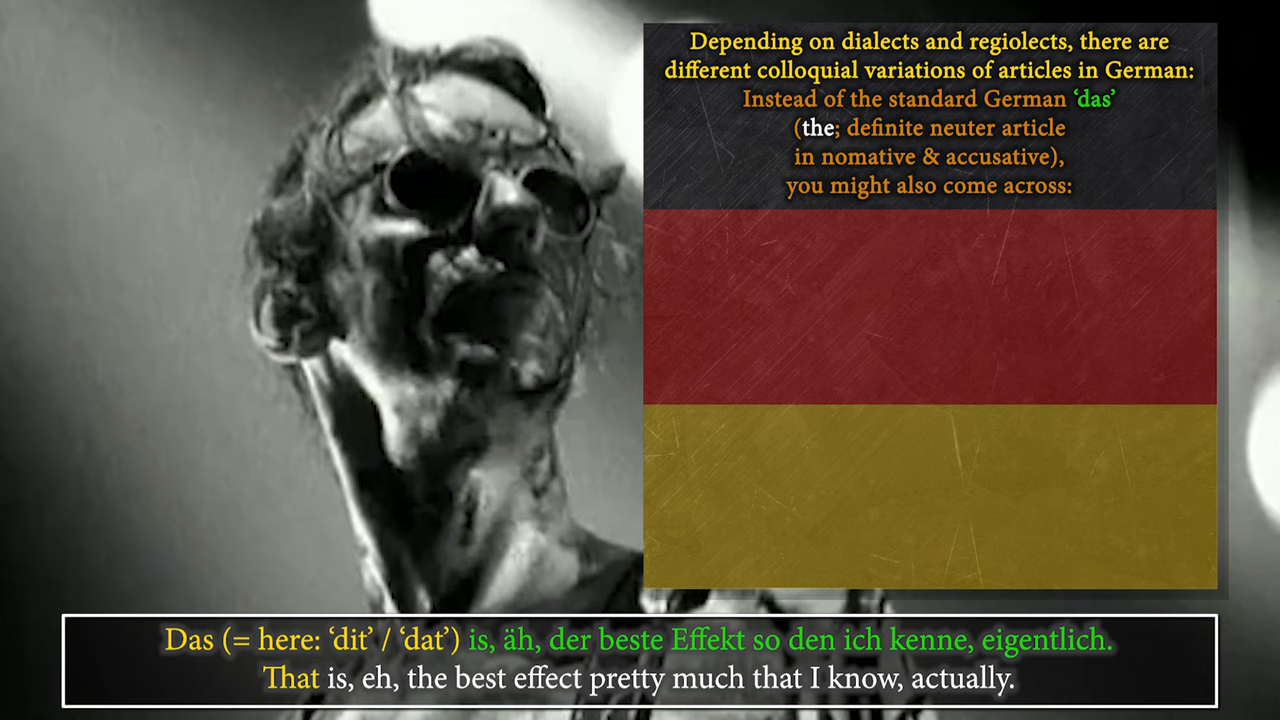 Depending on dialects and regiolects, there are
different colloquial variations of articles in German:
Instead of the standard German ‘das’
(the; definite neuter article
in nomative & accusative),
you might also come across:
Das (= here: ‘dit’ / ‘dat’) is, äh, der beste Effekt so den ich kenne, eigentlich.
That is, eh, the best effect pretty much that I know, actually.